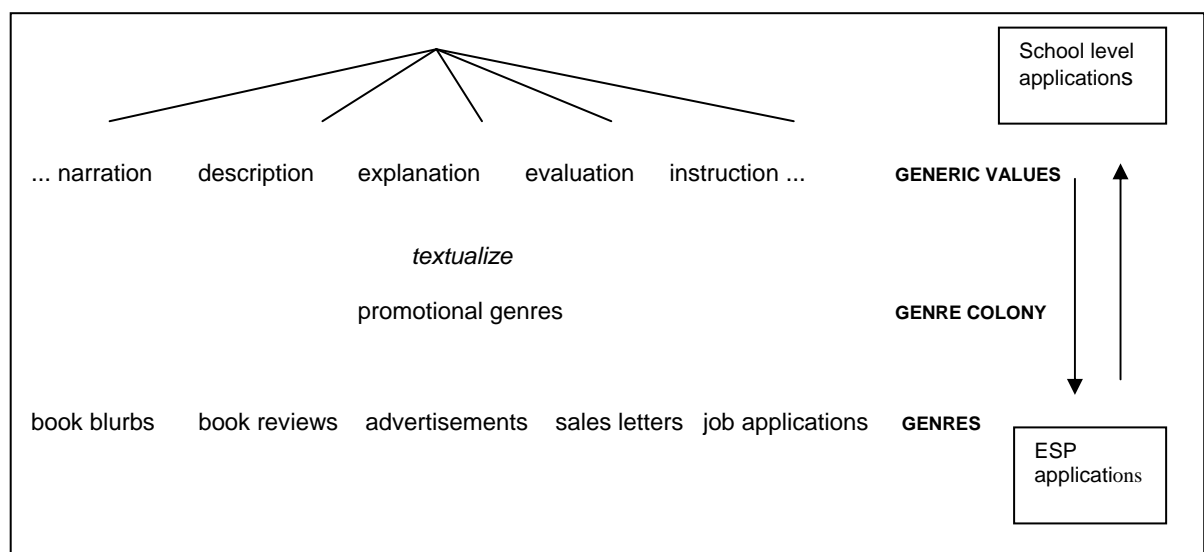 School level
applications
... narration description explanation evaluation instruction ... GENERIC VALUES
textualize
promotional genres GENRE COLONY
book blurbs book reviews advertisements sales letters job applications GENRES
ESP
applications